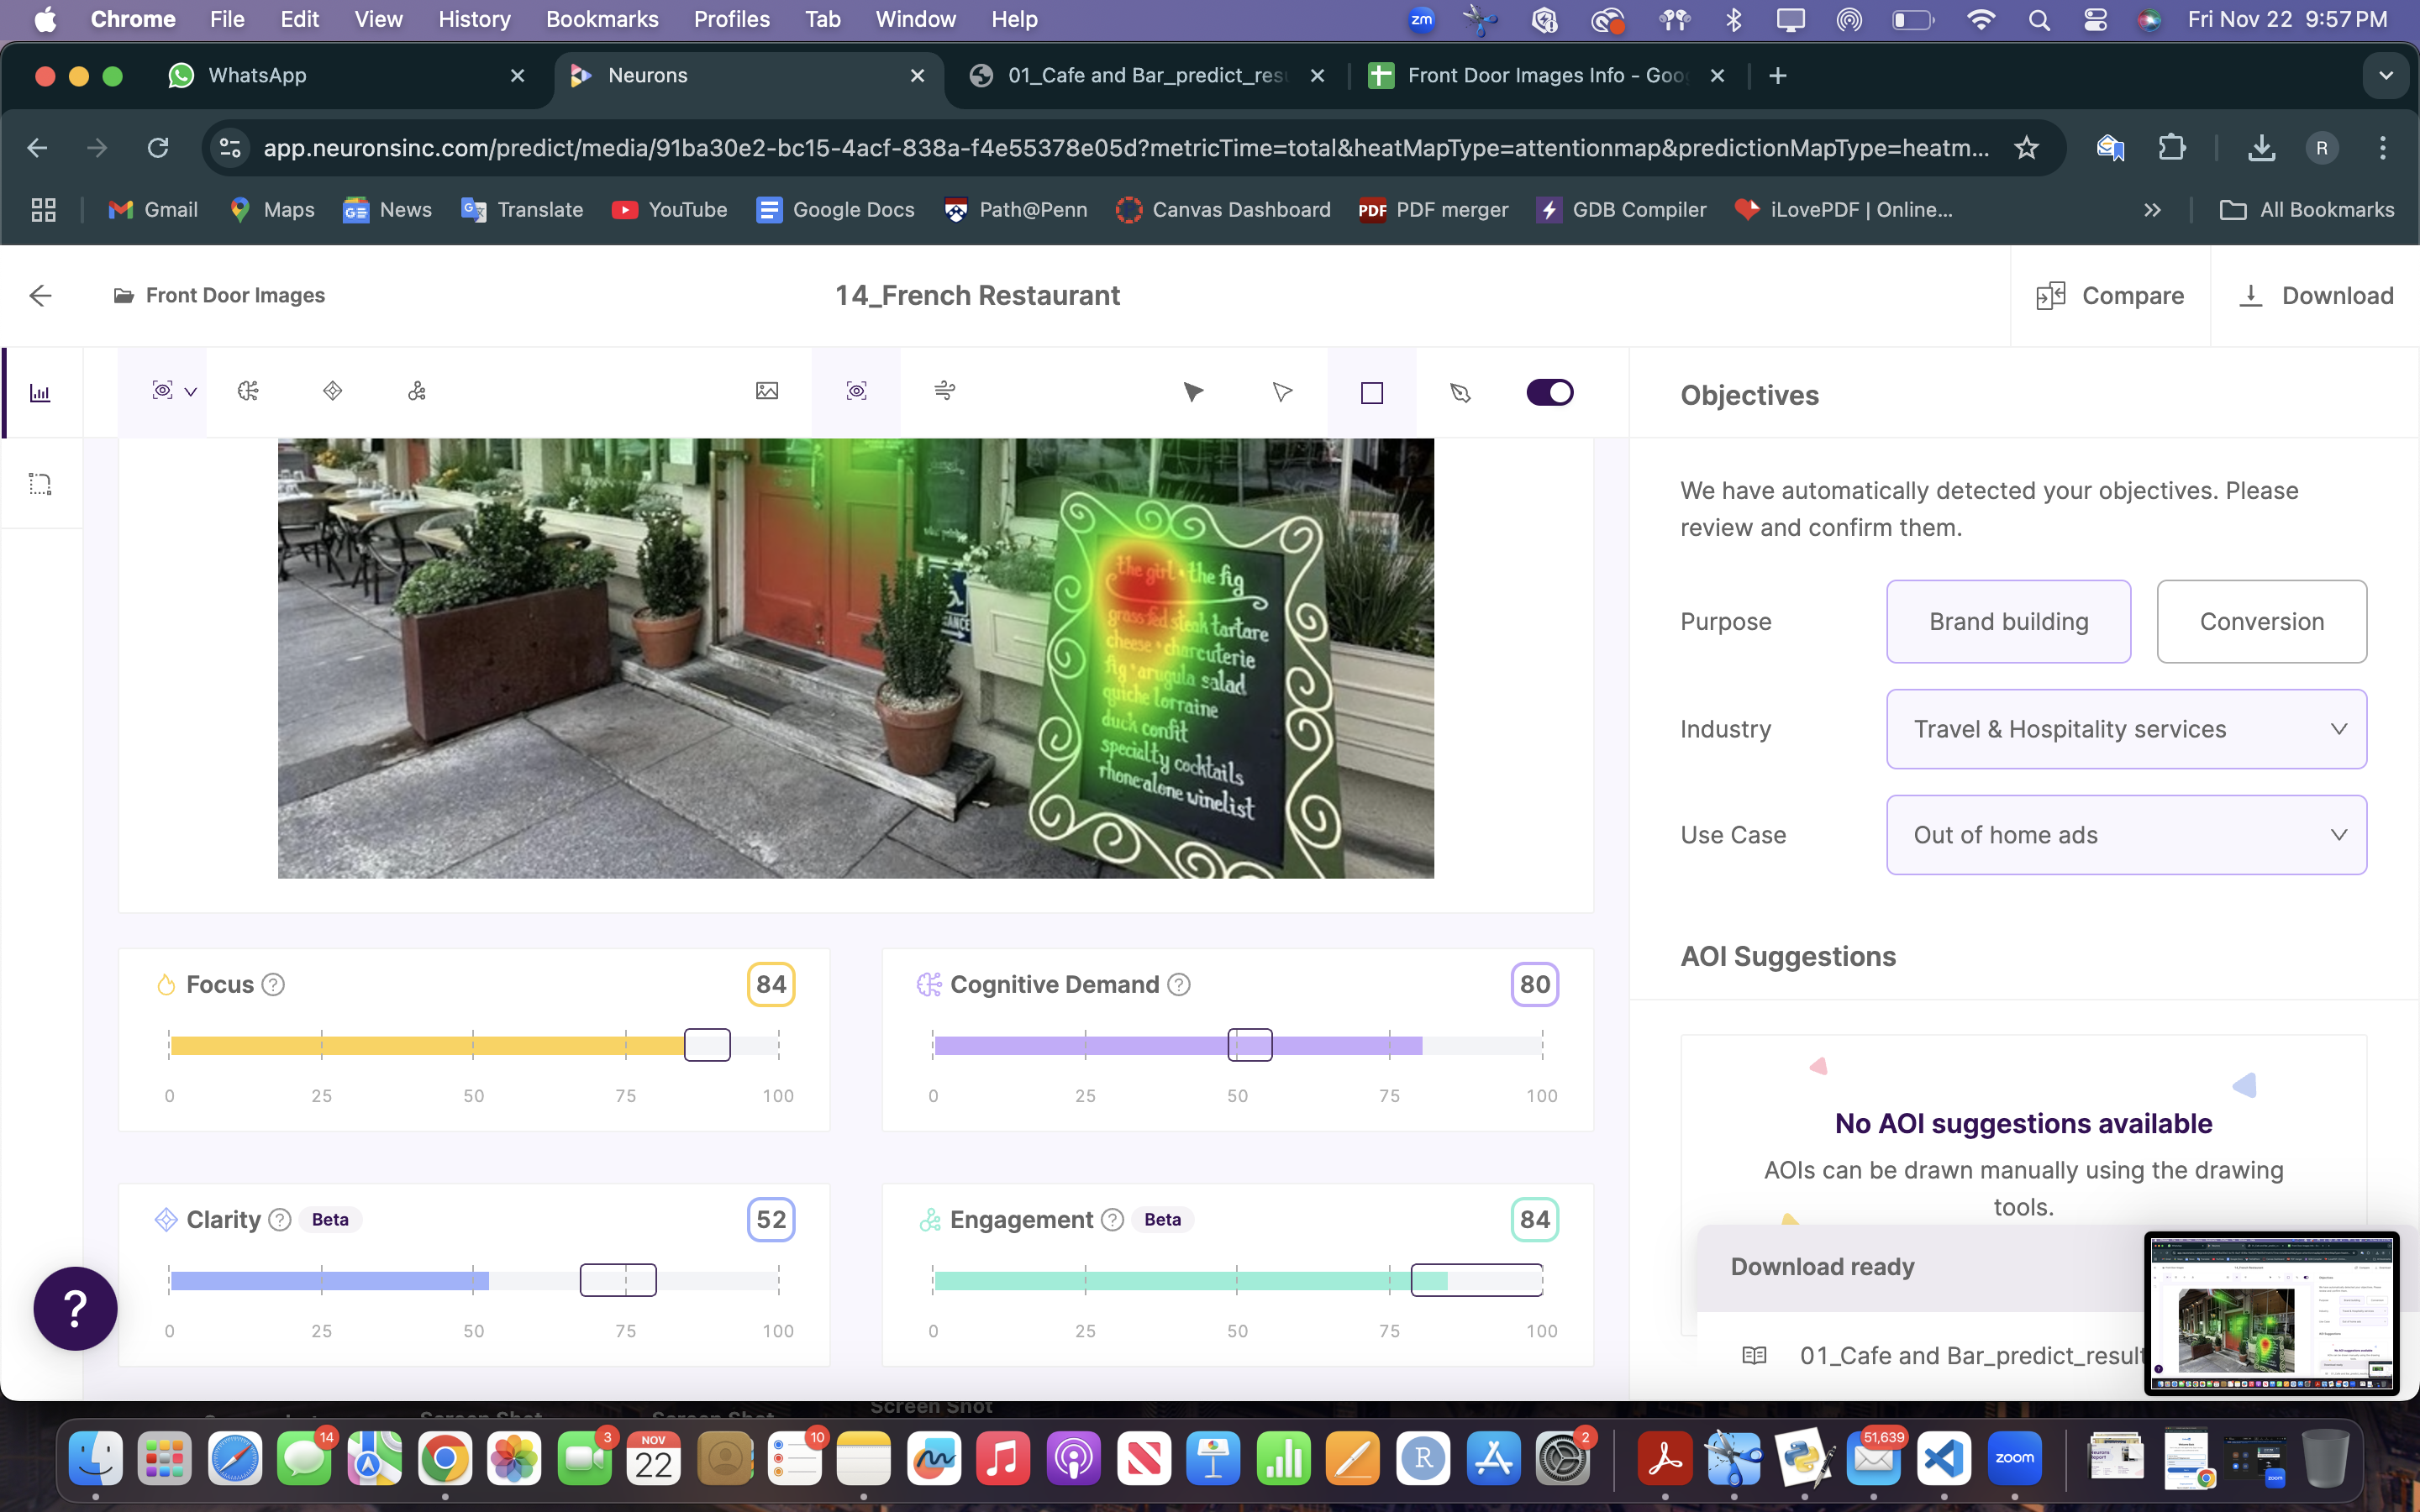 Chrome File Edit View History Bookmarks Profiles Tab Window Help
zm
Fri Nov 22 9:57 PM
WhatsApp
Neurons
01_Cafe and Bar_predict_res
Front Door Images Info - Goo
app.neuronsinc.com/predict/media/91ba30e2-bc15-4acf-838a-f4e55378e05d?metricTime=total&heatMapType=attentionmap&predictionMapType=heatm...
R
Gmail Maps News Translate YouTube Google Docs Path@Penn Canvas Dashboard PDF PDF merger GDB Compiler iLovePDF | Online... » All Bookmarks
Front Door Images
14_French Restaurant
Compare
Download
Objectives
We have automatically detected your objectives. Please
review and confirm them.
Purpose
Brand building
Conversion
Industry
Travel & Hospitality services
Use Case
Out of home ads
the girl • the fig
grassfed steak tartare
cheese • charcuterie
fig • arugula salad
quiche lorraine
duck confit
specialty cocktails
rhone-alone winelist
Focus ? 84
0 25 50 75 100
Cognitive Demand ? 80
0 25 50 75 100
Clarity ? Beta 52
0 25 50 75 100
Engagement ? Beta 84
0 25 50 75 100
AOI Suggestions
No AOI suggestions available
AOIs can be drawn manually using the drawing
tools.
Download ready
01_Cafe and Bar_predict_result
?
Screen Shot
14
3
NOV
22
10
R
2
51,639
zoom